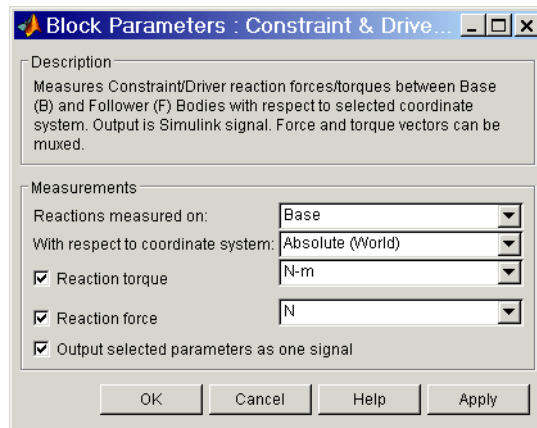 Block Parameters : Constraint & Drive...
Description
Measures Constraint/Driver reaction forces/torques between Base
(B) and Follower (F) Bodies with respect to selected coordinate
system. Output is Simulink signal. Force and torque vectors can be
muxed.
Measurements
Reactions measured on: Base
With respect to coordinate system: Absolute (World)
Reaction torque N-m
Reaction force N
Output selected parameters as one signal
OK Cancel Help Apply